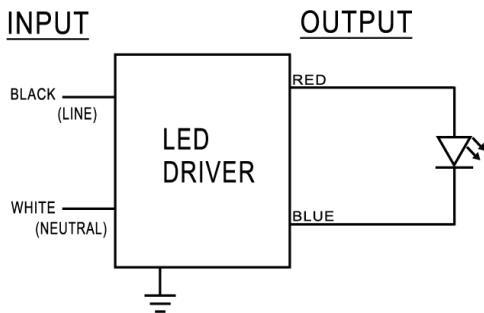 INPUT
OUTPUT
BLACK
(LINE)
RED
LED
DRIVER
WHITE
(NEUTRAL)
BLUE